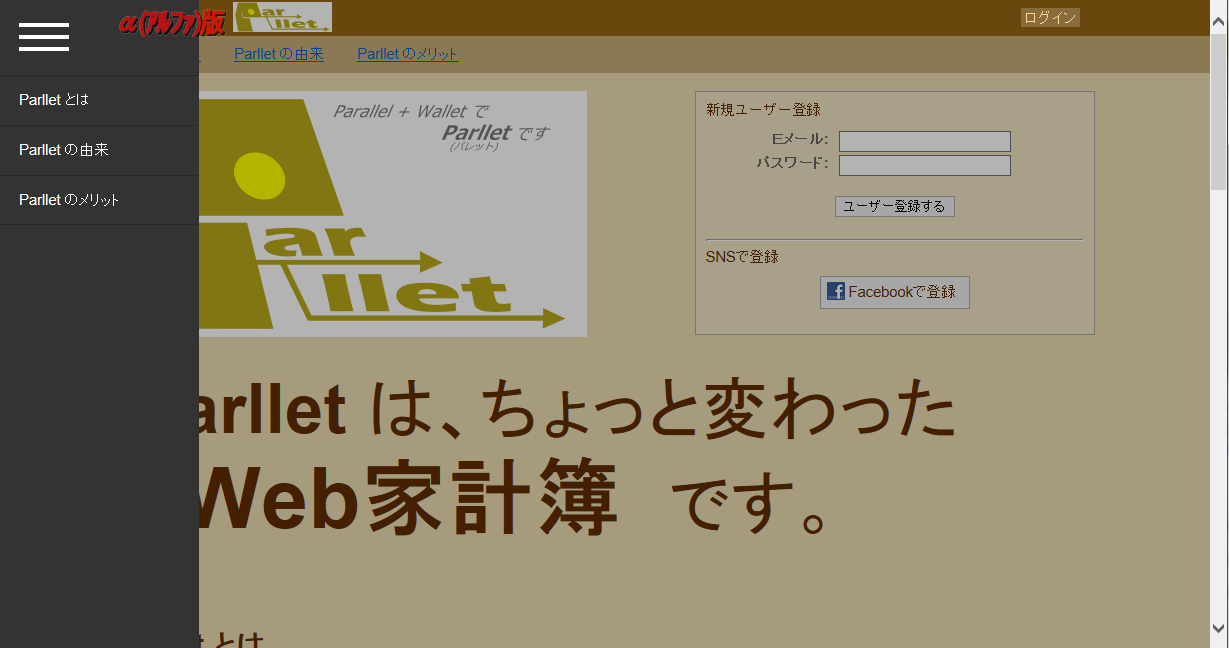 α(アルファ)版
Parllet
ログイン
Parllet の由来
Parllet のメリット
Parllet とは
Parllet の由来
Parllet のメリット
Parallel + Wallet で
Parllet です
(パレット)
Parllet
新規ユーザー登録
Eメール:
パスワード:
ユーザー登録する
SNSで登録
Facebookで登録
arllet は、ちょっと変わった
Web家計簿 です。
t とは